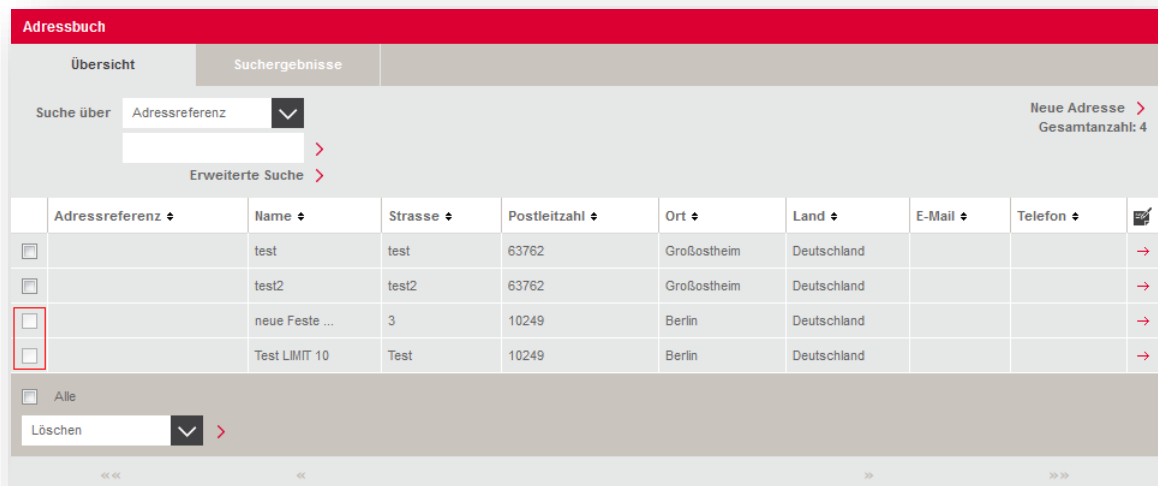 Adressbuch
Übersicht Suchergebnisse
Suche über Adressreferenz
Neue Adresse
Gesamtanzahl: 4
Erweiterte Suche
Adressreferenz Name Strasse Postleitzahl Ort Land E-Mail Telefon
test test 63762 Großostheim Deutschland
test2 test2 63762 Großostheim Deutschland
neue Feste ... 3 10249 Berlin Deutschland
Test LIMIT 10 Test 10249 Berlin Deutschland
Alle
Löschen
«« « » »»